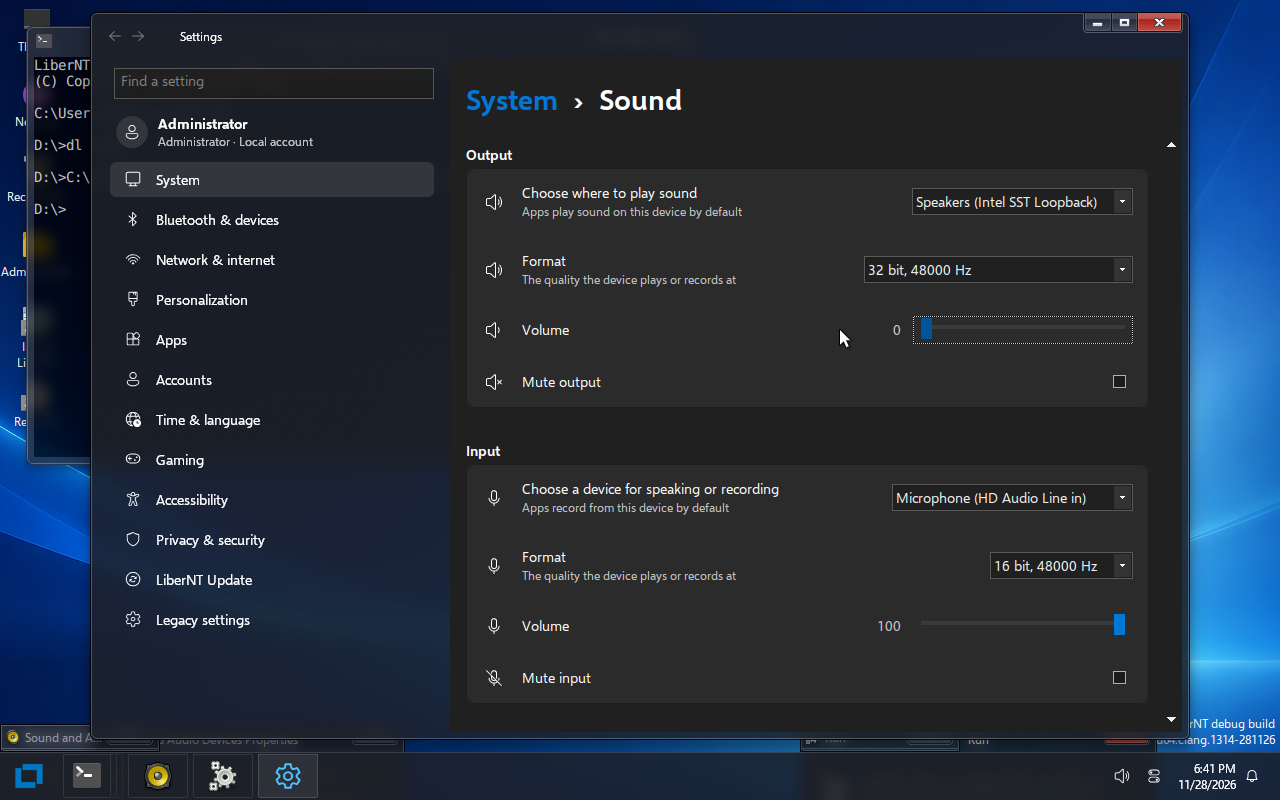 Settings
Find a setting
Administrator
Administrator · Local account
System
Bluetooth & devices
Network & internet
Personalization
Apps
Accounts
Time & language
Gaming
Accessibility
Privacy & security
LiberNT Update
Legacy settings
System › Sound
Output
Choose where to play sound
Apps play sound on this device by default
Speakers (Intel SST Loopback)
Format
The quality the device plays or records at
32 bit, 48000 Hz
Volume
0
Mute output
Input
Choose a device for speaking or recording
Apps record from this device by default
Microphone (HD Audio Line in)
Format
The quality the device plays or records at
16 bit, 48000 Hz
Volume
100
Mute input
LiberNT
(C) Cop
C:\User
D:\>dl
D:\>C:\
D:\>
Sound and A...
Audio Devices Properties
Run
rNT debug build
64.clang.1314-281126
6:41 PM
11/28/2026